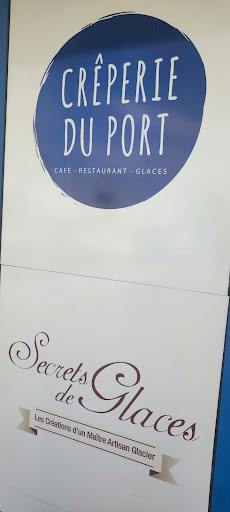 CRÊPERIE
DU PORT
CAFÉ - RESTAURANT - GLACES
Secrets
de Glaces
Les Créations d'un Maître Artisan Glacier